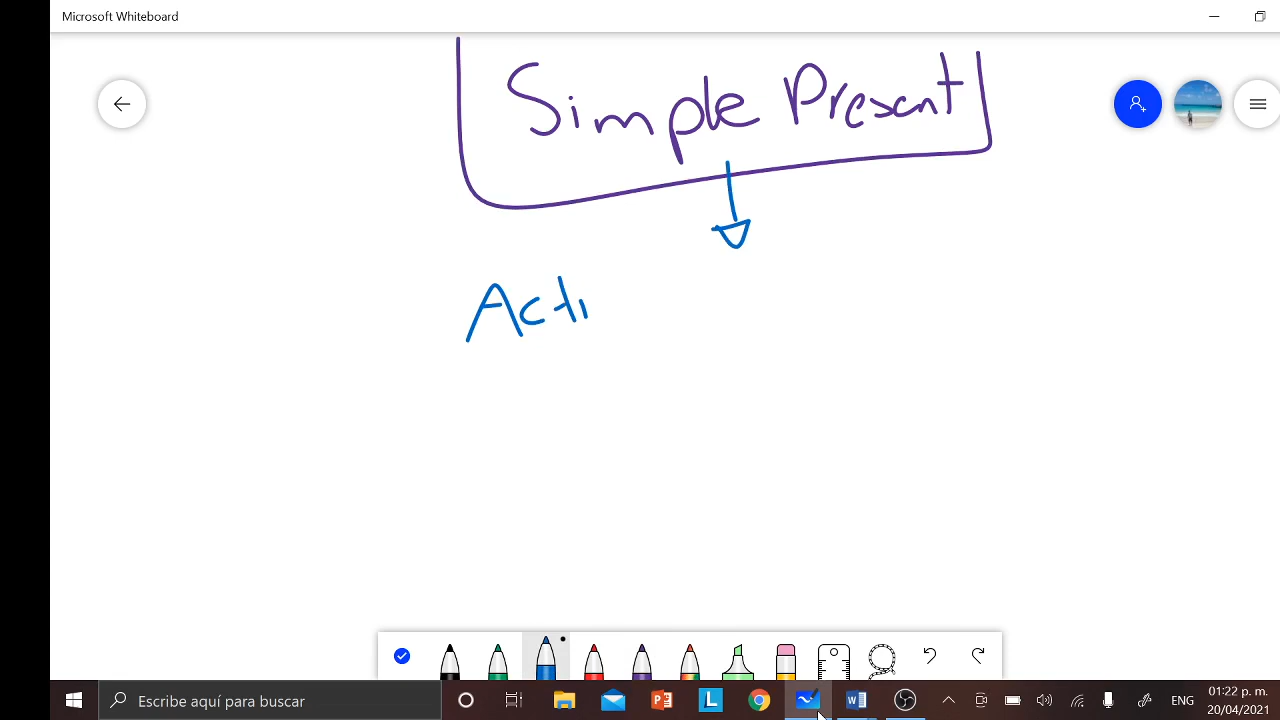 Microsoft Whiteboard
Simple Present
Acti
Escribe aquí para buscar
L
ENG
01:22 p. m.
20/04/2021